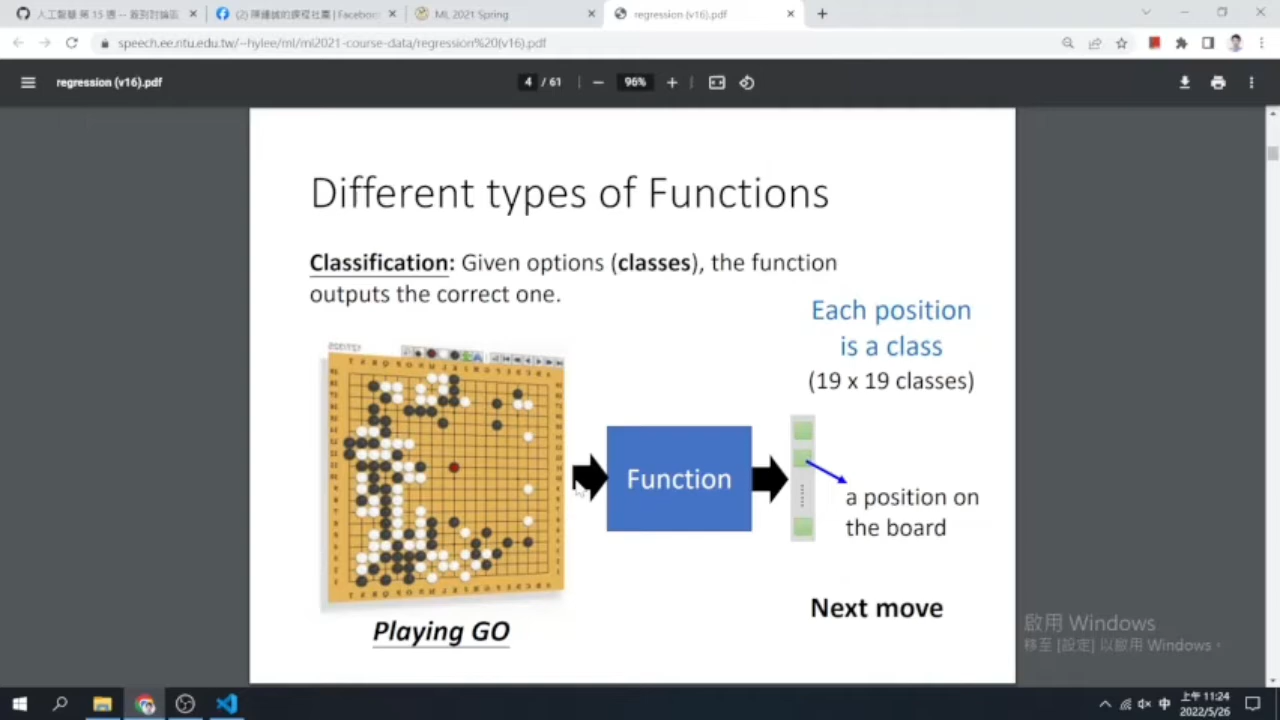 人工智慧 第 15 週 -- 簽到討論區
(2) 陳鍾誠的課程社團 | Facebook
ML 2021 Spring
regression (v16).pdf
speech.ee.ntu.edu.tw/~hylee/ml/ml2021-course-data/regression%20(v16).pdf
regression (v16).pdf
4 / 61
96%
Different types of Functions
Classification: Given options (classes), the function
outputs the correct one.
Each position
is a class
(19 x 19 classes)
Function
a position on
the board
Next move
Playing GO
啟用 Windows
移至 [設定] 以啟用 Windows。
中
上午 11:24
2022/5/26